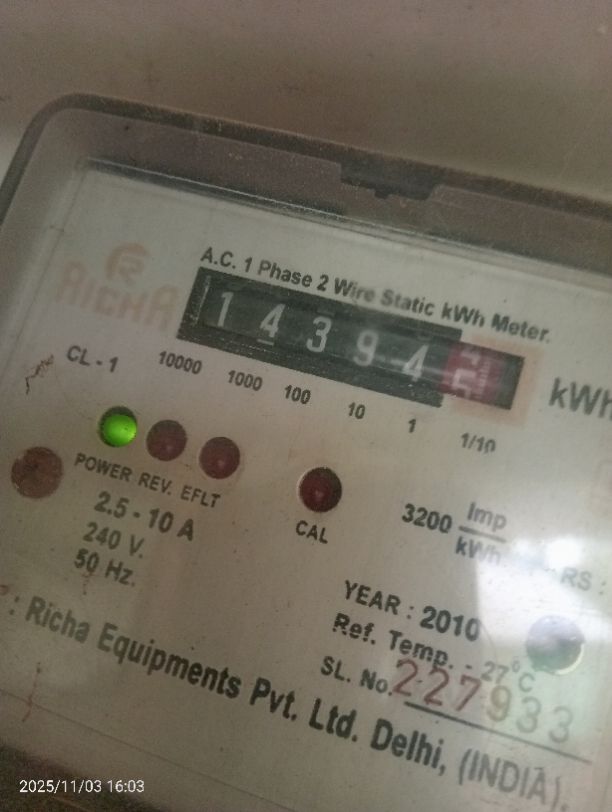 RICHA
A.C. 1 Phase 2 Wire Static kWh Meter.
1 4 3 9 4
kWh
CL-1 10000 1000 100 10 1 1/10
POWER REV. EFLT
CAL
2.5 - 10 A
240 V.
50 Hz.
3200 Imp
kWh
RS :
YEAR : 2010
Ref. Temp. - 27°C
SL. No. 227933
: Richa Equipments Pvt. Ltd. Delhi, (INDIA)
2025/11/03 16:03